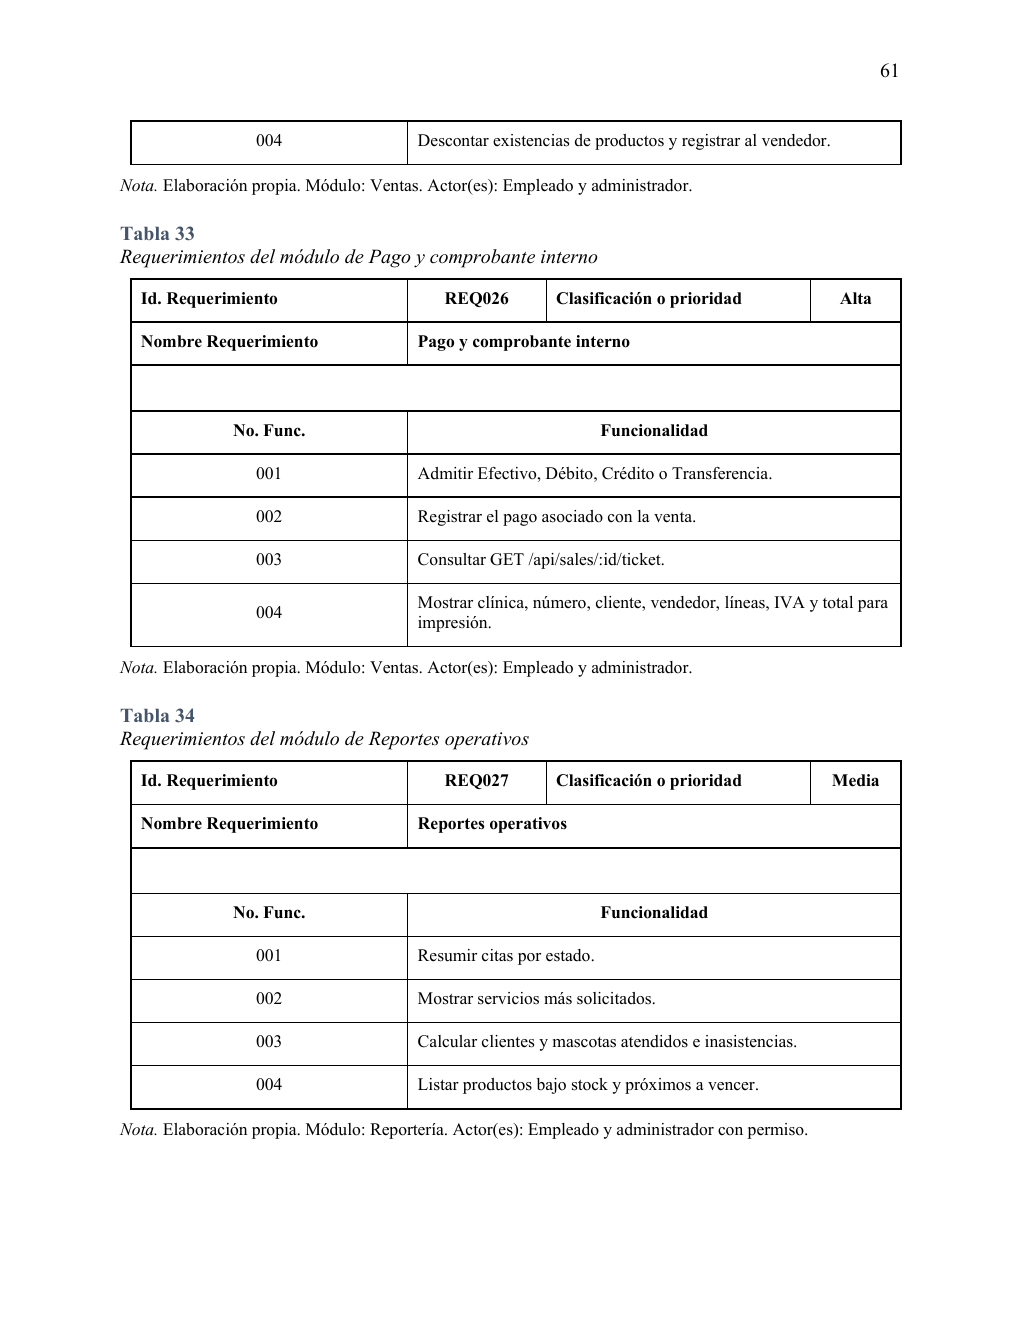 61
004 Descontar existencias de productos y registrar al vendedor.
Nota. Elaboración propia. Módulo: Ventas. Actor(es): Empleado y administrador.
Tabla 33
Requerimientos del módulo de Pago y comprobante interno
Id. Requerimiento REQ026 Clasificación o prioridad Alta
Nombre Requerimiento Pago y comprobante interno
No. Func. Funcionalidad
001 Admitir Efectivo, Débito, Crédito o Transferencia.
002 Registrar el pago asociado con la venta.
003 Consultar GET /api/sales/:id/ticket.
004 Mostrar clínica, número, cliente, vendedor, líneas, IVA y total para
impresión.
Nota. Elaboración propia. Módulo: Ventas. Actor(es): Empleado y administrador.
Tabla 34
Requerimientos del módulo de Reportes operativos
Id. Requerimiento REQ027 Clasificación o prioridad Media
Nombre Requerimiento Reportes operativos
No. Func. Funcionalidad
001 Resumir citas por estado.
002 Mostrar servicios más solicitados.
003 Calcular clientes y mascotas atendidos e inasistencias.
004 Listar productos bajo stock y próximos a vencer.
Nota. Elaboración propia. Módulo: Reportería. Actor(es): Empleado y administrador con permiso.